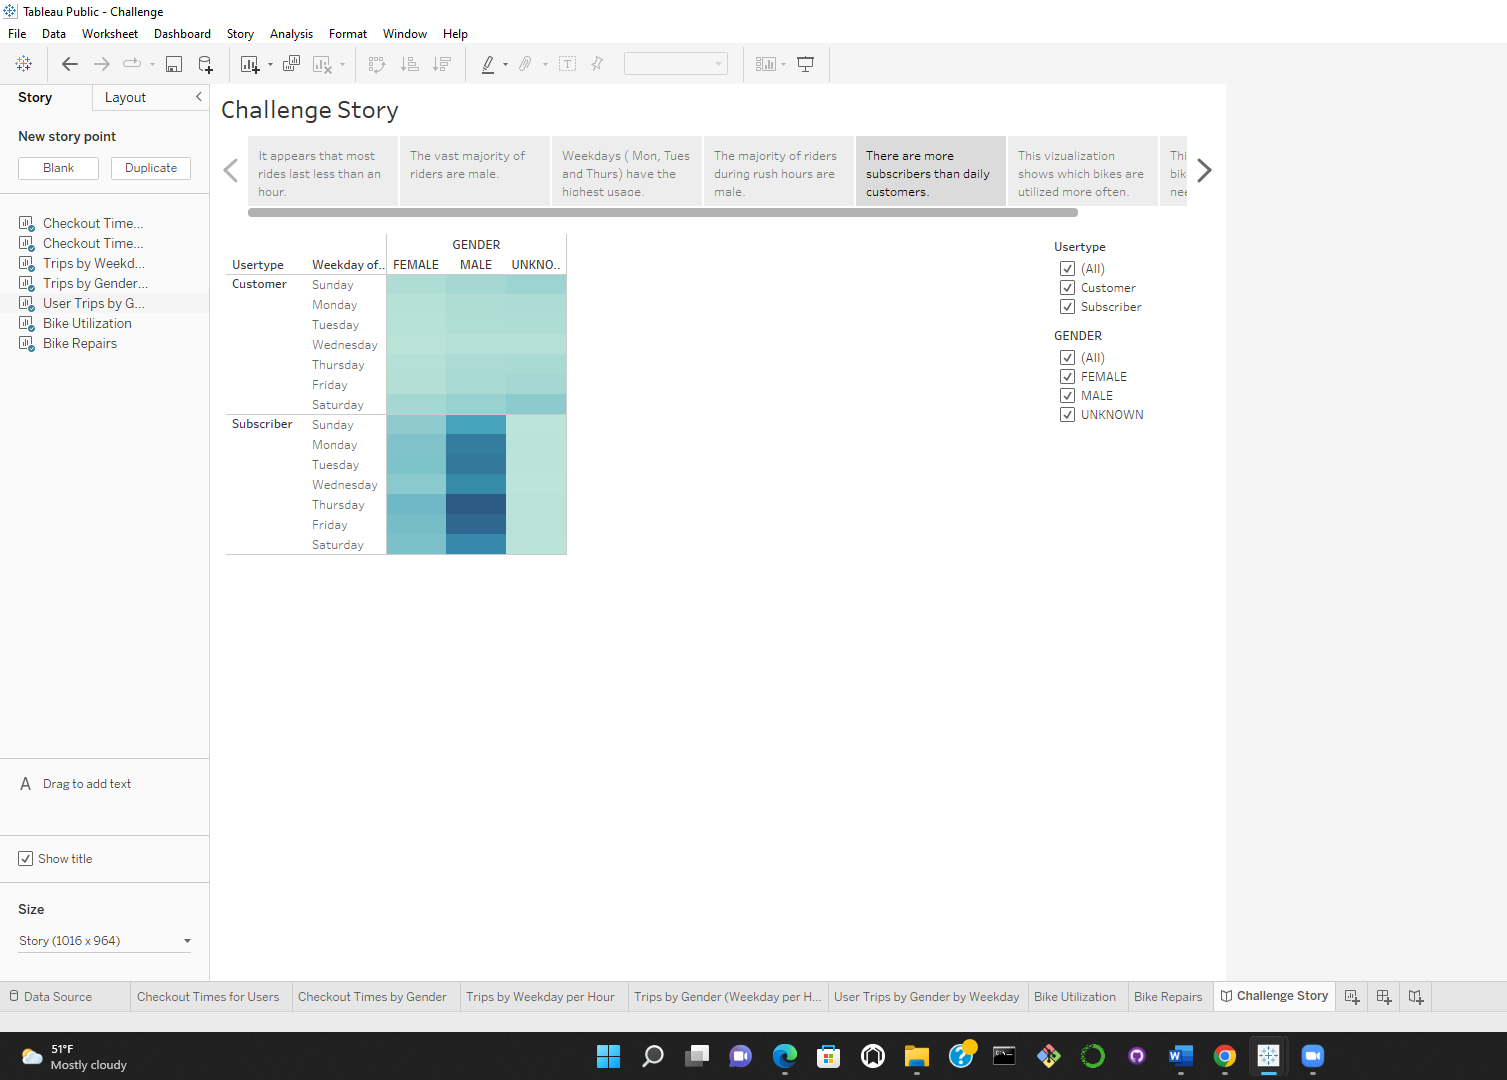 Tableau Public - Challenge
File Data Worksheet Dashboard Story Analysis Format Window Help
Story Layout
New story point
Blank Duplicate
Checkout Time...
Checkout Time...
Trips by Weekd...
Trips by Gender...
User Trips by G...
Bike Utilization
Bike Repairs
A Drag to add text
Show title
Size
Story (1016 x 964)
Challenge Story
It appears that most
rides last less than an
hour.
The vast majority of
riders are male.
Weekdays ( Mon, Tues
and Thurs) have the
highest usage.
The majority of riders
during rush hours are
male.
There are more
subscribers than daily
customers.
This vizualization
shows which bikes are
utilized more often.
Thi
bik
nee
GENDER
Usertype Weekday of.. FEMALE MALE UNKNO..
Customer Sunday
Monday
Tuesday
Wednesday
Thursday
Friday
Saturday
Subscriber Sunday
Monday
Tuesday
Wednesday
Thursday
Friday
Saturday
Usertype
(All)
Customer
Subscriber
GENDER
(All)
FEMALE
MALE
UNKNOWN
Data Source Checkout Times for Users Checkout Times by Gender Trips by Weekday per Hour Trips by Gender (Weekday per H... User Trips by Gender by Weekday Bike Utilization Bike Repairs Challenge Story
51°F
Mostly cloudy